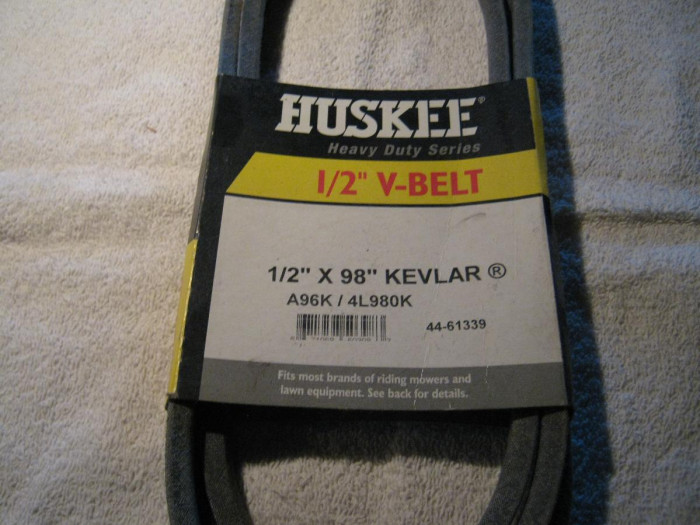 HUSKEE®
Heavy Duty Series
1/2" V-BELT
1/2" X 98" KEVLAR ®
A96K / 4L980K
44-61339
Fits most brands of riding mowers and
lawn equipment. See back for details.